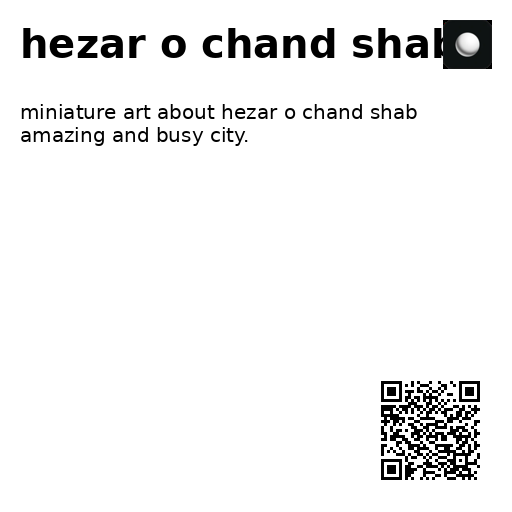 hezar o chand shab
miniature art about hezar o chand shab
amazing and busy city.